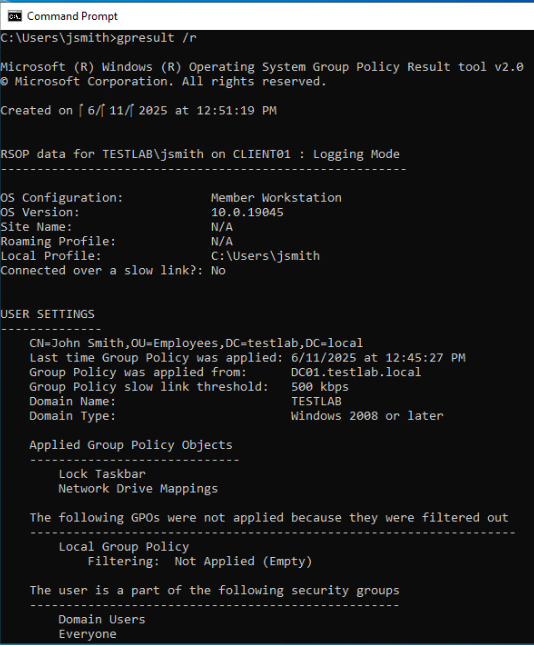 Command Prompt
C:\Users\jsmith>gpresult /r
Microsoft (R) Windows (R) Operating System Group Policy Result tool v2.0
© Microsoft Corporation. All rights reserved.
Created on 6/ 11/ 2025 at 12:51:19 PM
RSOP data for TESTLAB\jsmith on CLIENT01 : Logging Mode
--------------------------------------------------------
OS Configuration:            Member Workstation
OS Version:                  10.0.19045
Site Name:                   N/A
Roaming Profile:             N/A
Local Profile:               C:\Users\jsmith
Connected over a slow link?: No
USER SETTINGS
--------------
    CN=John Smith,OU=Employees,DC=testlab,DC=local
    Last time Group Policy was applied: 6/11/2025 at 12:45:27 PM
    Group Policy was applied from:      DC01.testlab.local
    Group Policy slow link threshold:   500 kbps
    Domain Name:                        TESTLAB
    Domain Type:                        Windows 2008 or later
    Applied Group Policy Objects
    -----------------------------
        Lock Taskbar
        Network Drive Mappings
    The following GPOs were not applied because they were filtered out
    -------------------------------------------------------------------
        Local Group Policy
            Filtering:  Not Applied (Empty)
    The user is a part of the following security groups
    ---------------------------------------------------
        Domain Users
        Everyone